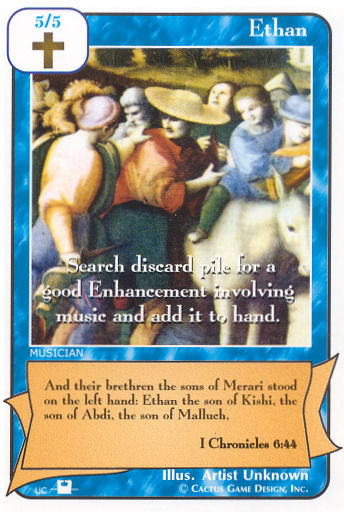 5/5
Ethan
Search discard pile for a
good Enhancement involving
music and add it to hand.
MUSICIAN
And their brethren the sons of Merari stood
on the left hand: Ethan the son of Kishi, the
son of Abdi, the son of Malluch,
I Chronicles 6:44
Illus. Artist Unknown
UC
© Cactus Game Design, Inc.